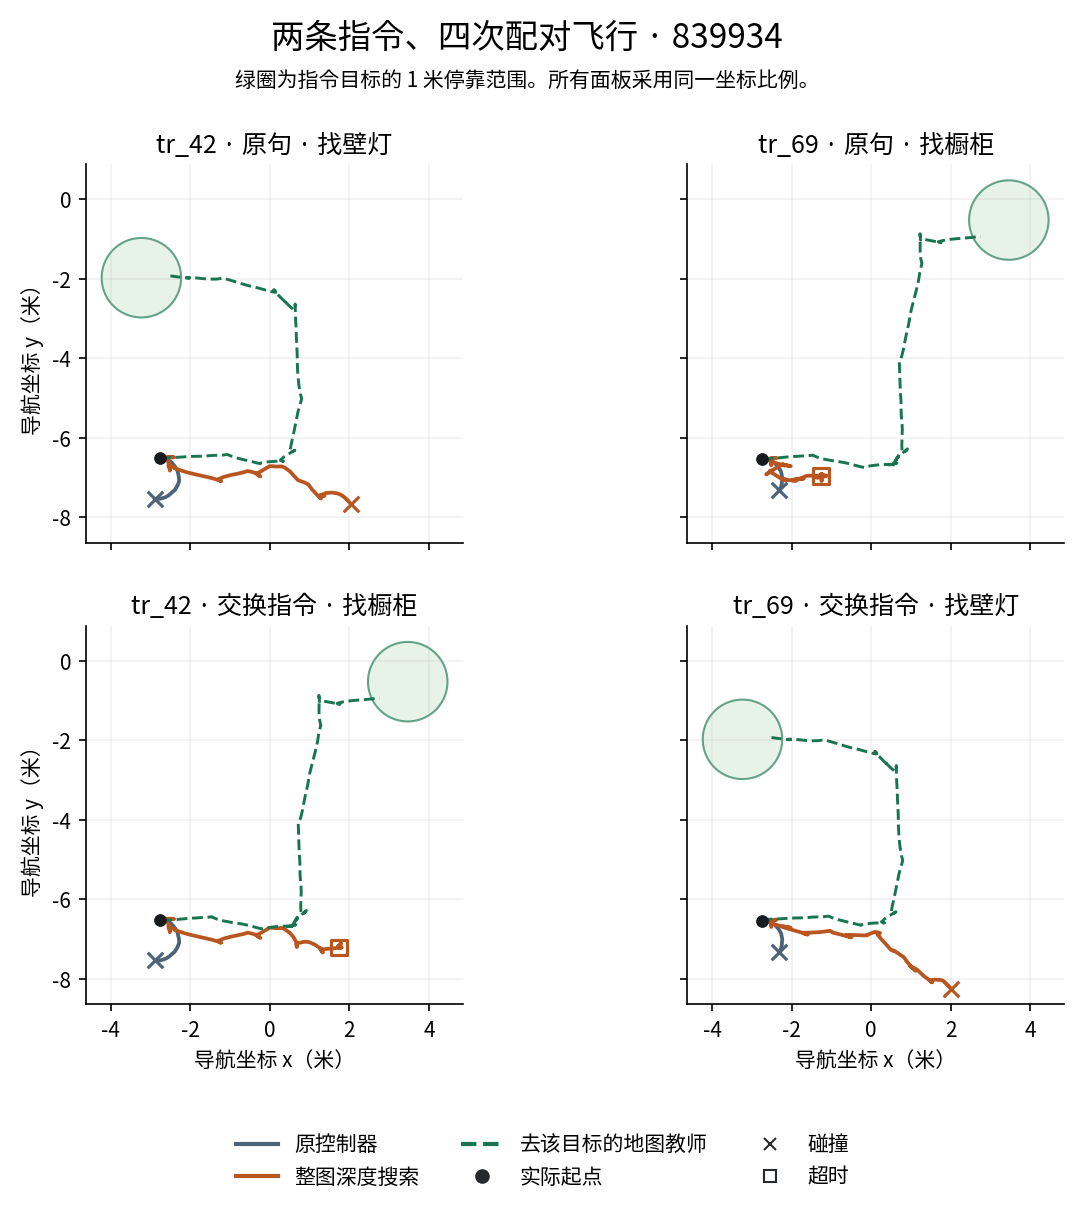 两条指令、四次配对飞行 · 839934
绿圈为指令目标的 1 米停靠范围。所有面板采用同一坐标比例。
tr_42 · 原句 · 找壁灯
tr_69 · 原句 · 找橱柜
0
-2
-4
-6
-8
导航坐标 y（米）
tr_42 · 交换指令 · 找橱柜
tr_69 · 交换指令 · 找壁灯
0
-2
-4
-6
-8
导航坐标 y（米）
-4 -2 0 2 4
-4 -2 0 2 4
导航坐标 x（米）
导航坐标 x（米）
原控制器
去该目标的地图教师
碰撞
整图深度搜索
实际起点
超时